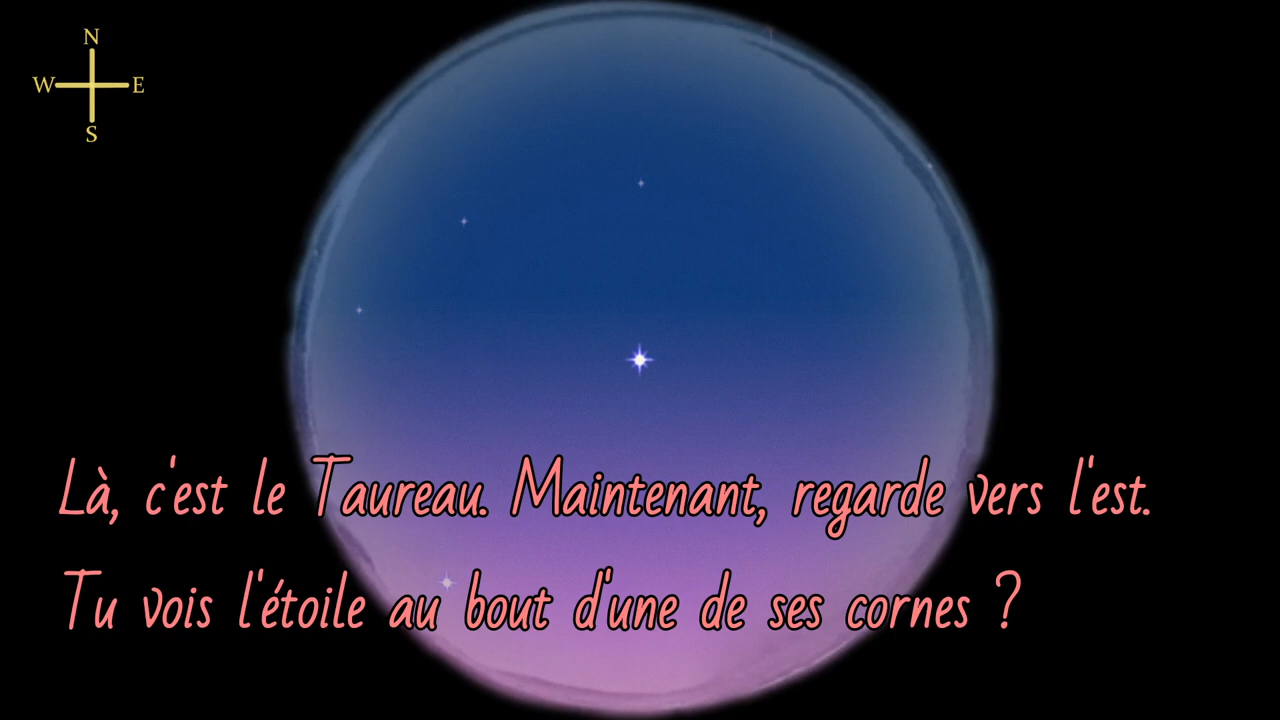 N
W E
S
Là, c'est le Taureau. Maintenant, regarde vers l'est.
Tu vois l'étoile au bout d'une de ses cornes ?